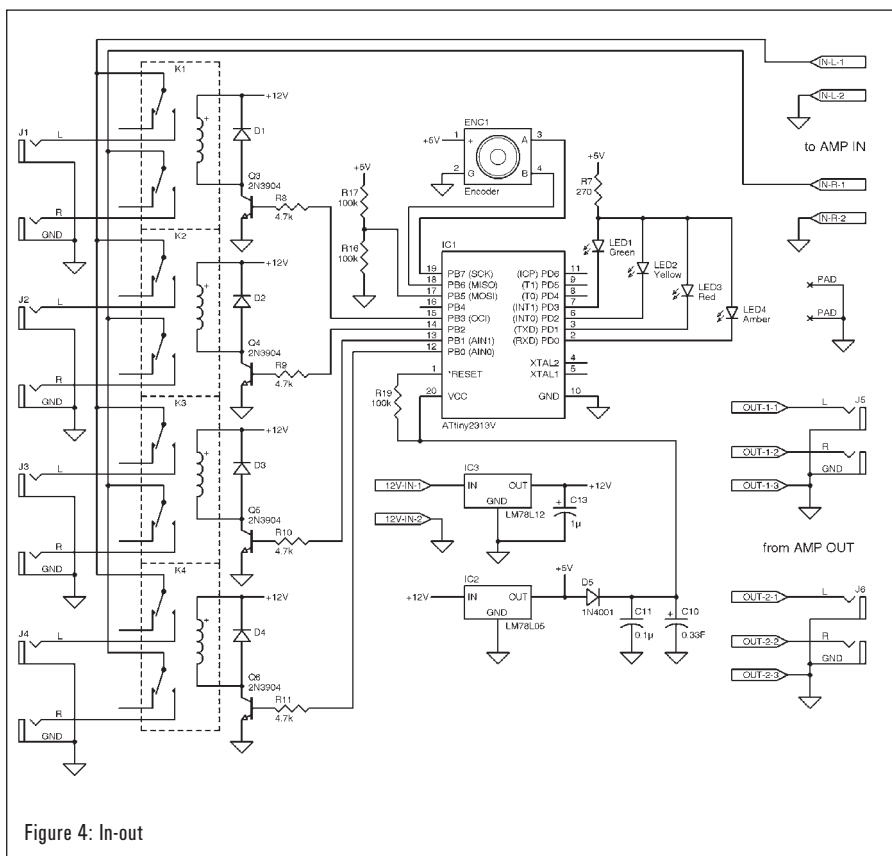 K1
+12V
D1
J1
L
Q3
2N3904
R8
4.7k
R
GND
K2
+12V
D2
J2
L
Q4
2N3904
R9
4.7k
R
GND
K3
+12V
D3
J3
L
Q5
2N3904
R10
4.7k
R
GND
K4
+12V
D4
J4
L
Q6
2N3904
R11
4.7k
R
GND
+5V
R17
100k
R16
100k
ENC1
+5V
1
+
A
3
2
G
B
4
Encoder
+5V
R7
270
LED1
Green
LED2
Yellow
LED3
Red
LED4
Amber
IC1
19 PB7 (SCK) (ICP) PD6 11
18 PB6 (MISO) (T1) PD5 9
17 PB5 (MOSI) (T0) PD4 8
16 PB4 (INT1) PD3 7
15 PB3 (OCI) (INT0) PD2 6
14 PB2 (TXD) PD1 3
13 PB1 (AIN1) (RXD) PD0 2
12 PB0 (AIN0)
XTAL2 4
1 *RESET XTAL1 5
20 VCC GND 10
ATtiny2313V
R19
100k
IC3
12V-IN-1
IN OUT
GND
LM78L12
+12V
+
C13
1µ
12V-IN-2
IC2
+12V
IN OUT
GND
LM78L05
+5V
D5
1N4001
C11
0.1µ
+
C10
0.33F
IN-L-1
IN-L-2
to AMP IN
IN-R-1
IN-R-2
PAD
PAD
J5
OUT-1-1
L
OUT-1-2
R
GND
OUT-1-3
from AMP OUT
J6
OUT-2-1
L
OUT-2-2
R
GND
OUT-2-3
Figure 4: In-out